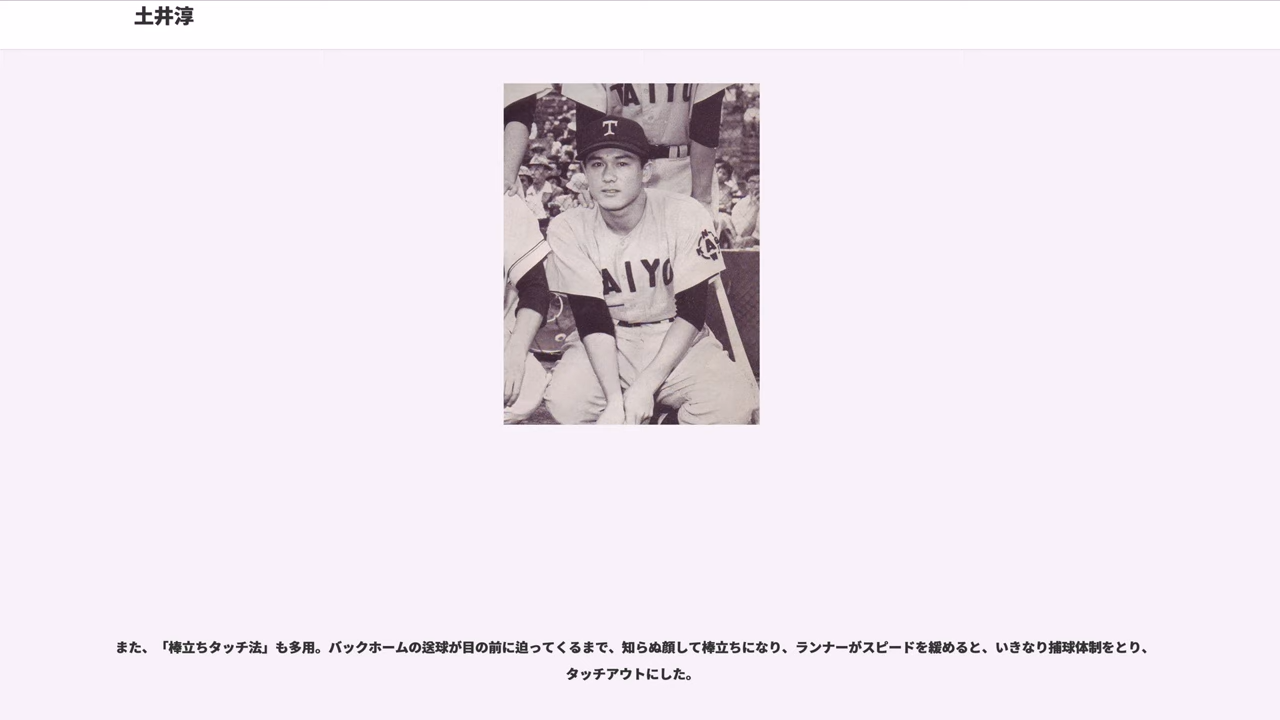 土井淳
TAIYO
T
AIYO
また、「棒立ちタッチ法」も多用。バックホームの送球が目の前に迫ってくるまで、知らぬ顔して棒立ちになり、ランナーがスピードを緩めると、いきなり捕球体制をとり、
タッチアウトにした。